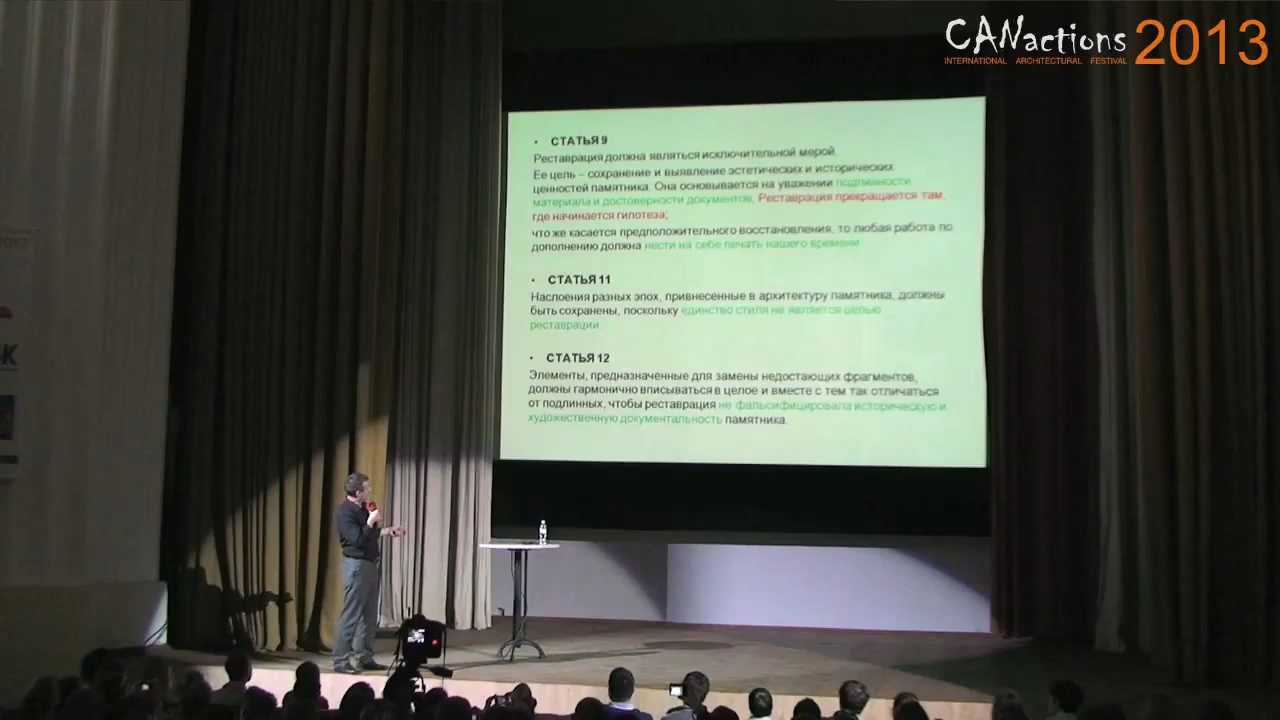 CANactions 2013
INTERNATIONAL ARCHITECTURAL FESTIVAL
• СТАТЬЯ 9
Реставрация должна являться исключительной мерой.
Ее цель – сохранение и выявление эстетических и исторических
ценностей памятника. Она основывается на уважении подлинности
материала и достоверности документов. Реставрация прекращается там,
где начинается гипотеза;
что же касается предположительного восстановления, то любая работа по
дополнению должна нести на себе печать нашего времени
• СТАТЬЯ 11
Наслоения разных эпох, привнесенные в архитектуру памятника, должны
быть сохранены, поскольку единство стиля не является целью
реставрации.
• СТАТЬЯ 12
Элементы, предназначенные для замены недостающих фрагментов,
должны гармонично вписываться в целое и вместе с тем так отличаться
от подлинных, чтобы реставрация не фальсифицировала историческую и
художественную документальность памятника.